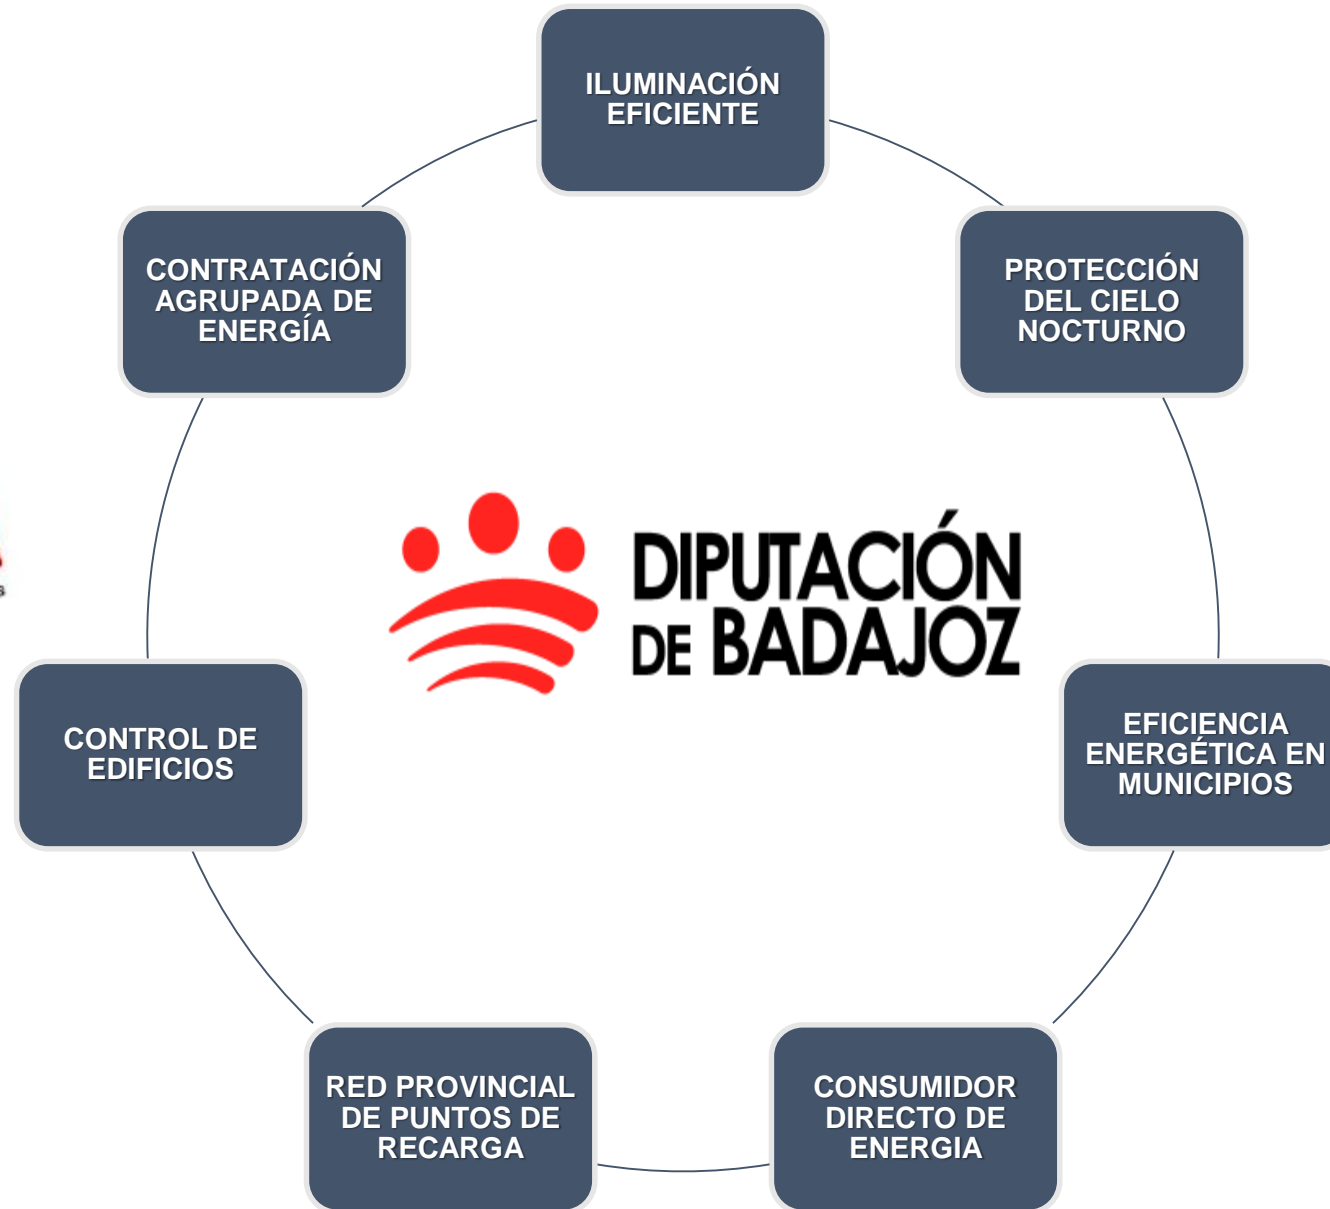 ILUMINACIÓN
EFICIENTE
CONTRATACIÓN
AGRUPADA DE
ENERGÍA
PROTECCIÓN
DEL CIELO
NOCTURNO
DIPUTACIÓN
DE BADAJOZ
CONTROL DE
EDIFICIOS
EFICIENCIA
ENERGÉTICA EN
MUNICIPIOS
RED PROVINCIAL
DE PUNTOS DE
RECARGA
CONSUMIDOR
DIRECTO DE
ENERGIA